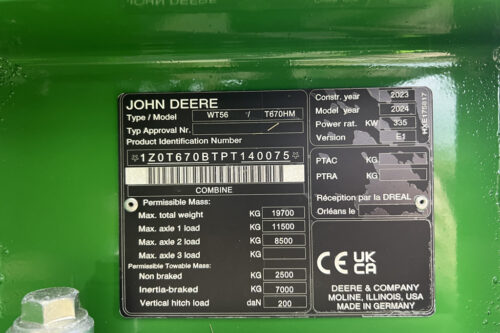 JOHN DEERE
Type / Model WT56 / T670HM
Typ Approval Nr. /
Product Identification Number
*1Z0T670BTPT140075*
COMBINE
Permissible Mass:
Max. total weight KG 19700
Max. axle 1 load KG 11500
Max. axle 2 load KG 8500
Max. axle 3 load KG
Permissible Towable Mass:
Non braked KG 2500
Inertia-braked KG 7000
Vertical hitch load daN 200
Constr. year 2023
Model year 2024
Power rat. KW 335
Version E1
PTAC KG
PTRA KG
Réception par la DREAL
Orléans le
CE UK
CA
DEERE & COMPANY
MOLINE, ILLINOIS, USA
MADE IN GERMANY